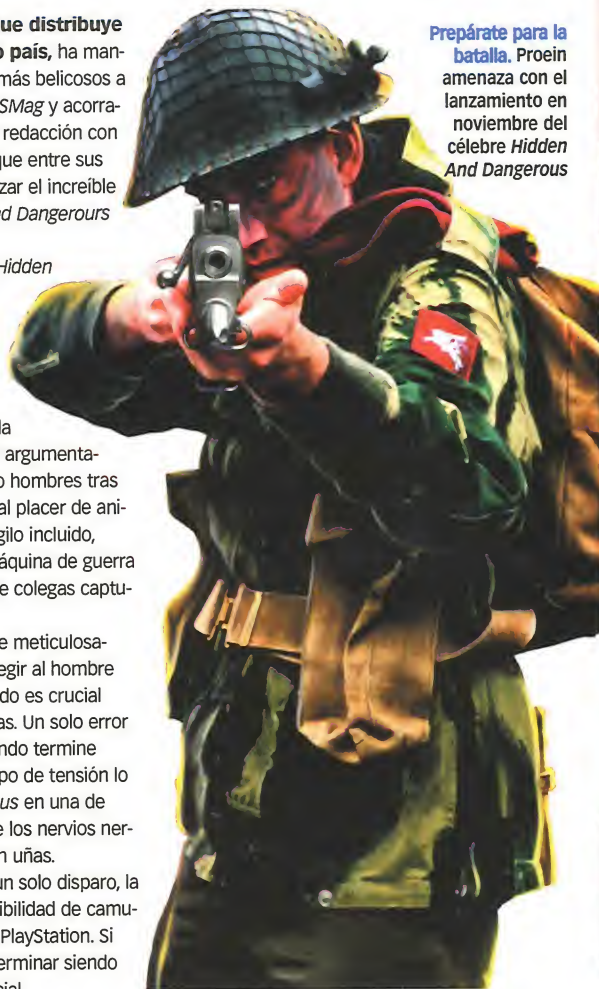 ue distribuye
o país, ha man-
más belicosos a
SMag y acorra-
redacción con
que entre sus
zar el increíble
d Dangerours
Hidden
la
argumenta-
o hombres tras
al placer de ani-
gilo incluido,
áquina de guerra
e colegas captu-
e meticulosa-
egir al hombre
do es crucial
as. Un solo error
ndo termine
po de tensión lo
us en una de
e los nervios ner-
n uñas.
un solo disparo, la
ibilidad de camu-
PlayStation. Si
erminar siendo
Prepárate para la
batalla. Proein
amenaza con el
lanzamiento en
noviembre del
célebre Hidden
And Dangerous